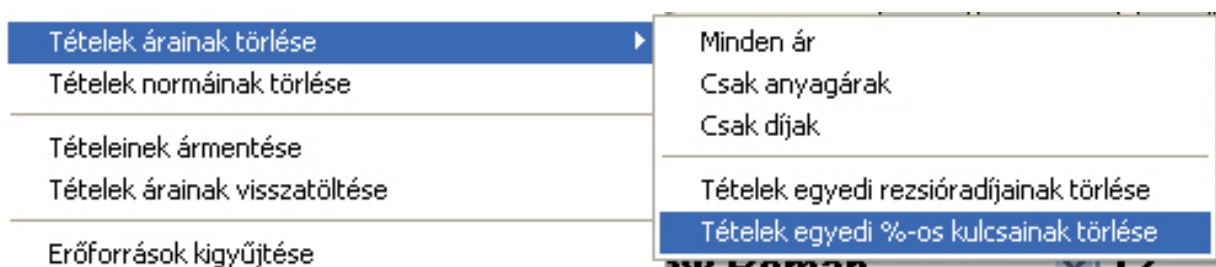 Tételek árainak törlése
Tételek normáinak törlése
Tételeinek ármentése
Tételek árainak visszatöltése
Erőforrások kigyűjtése
Minden ár
Csak anyagárak
Csak díjak
Tételek egyedi rezsióradíjainak törlése
Tételek egyedi %-os kulcsainak törlése